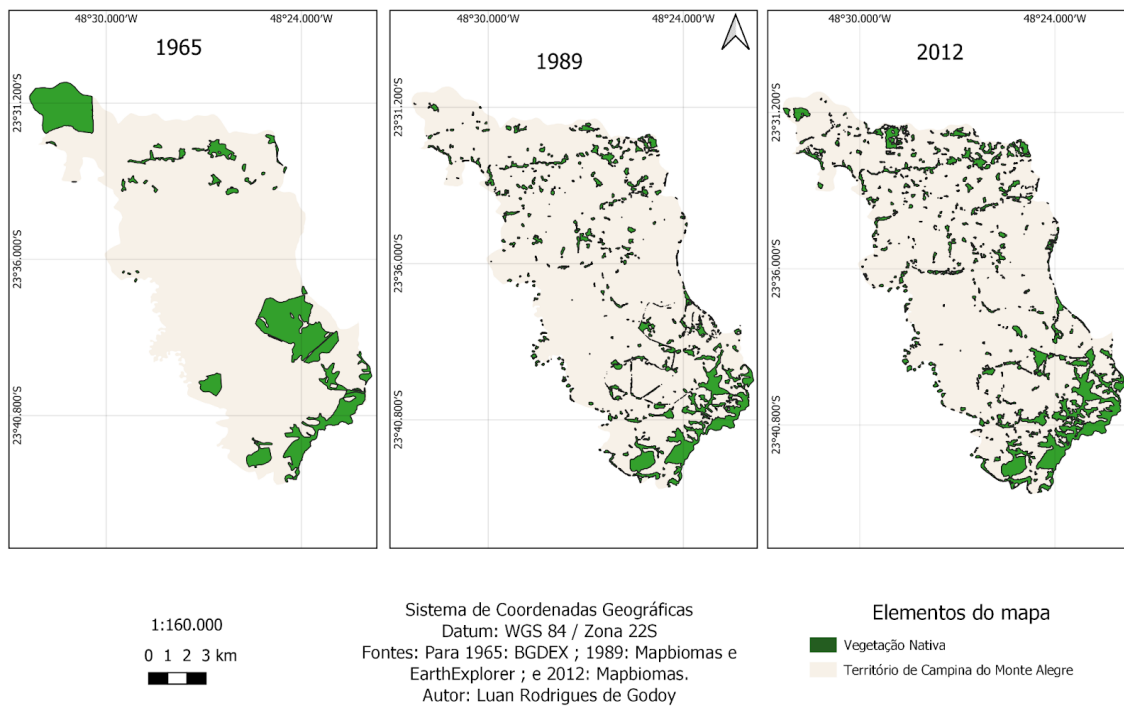 48°30.000'W 48°24.000'W
1965
23°31.200'S
23°36.000'S
23°40.800'S
48°30.000'W 48°24.000'W
1989
23°31.200'S
23°36.000'S
23°40.800'S
48°30.000'W 48°24.000'W
2012
23°31.200'S
23°36.000'S
23°40.800'S
1:160.000
0 1 2 3 km
Sistema de Coordenadas Geográficas
Datum: WGS 84 / Zona 22S
Fontes: Para 1965: BGDEX ; 1989: Mapbiomas e
EarthExplorer ; e 2012: Mapbiomas.
Autor: Luan Rodrigues de Godoy
Elementos do mapa
Vegetação Nativa
Território de Campina do Monte Alegre